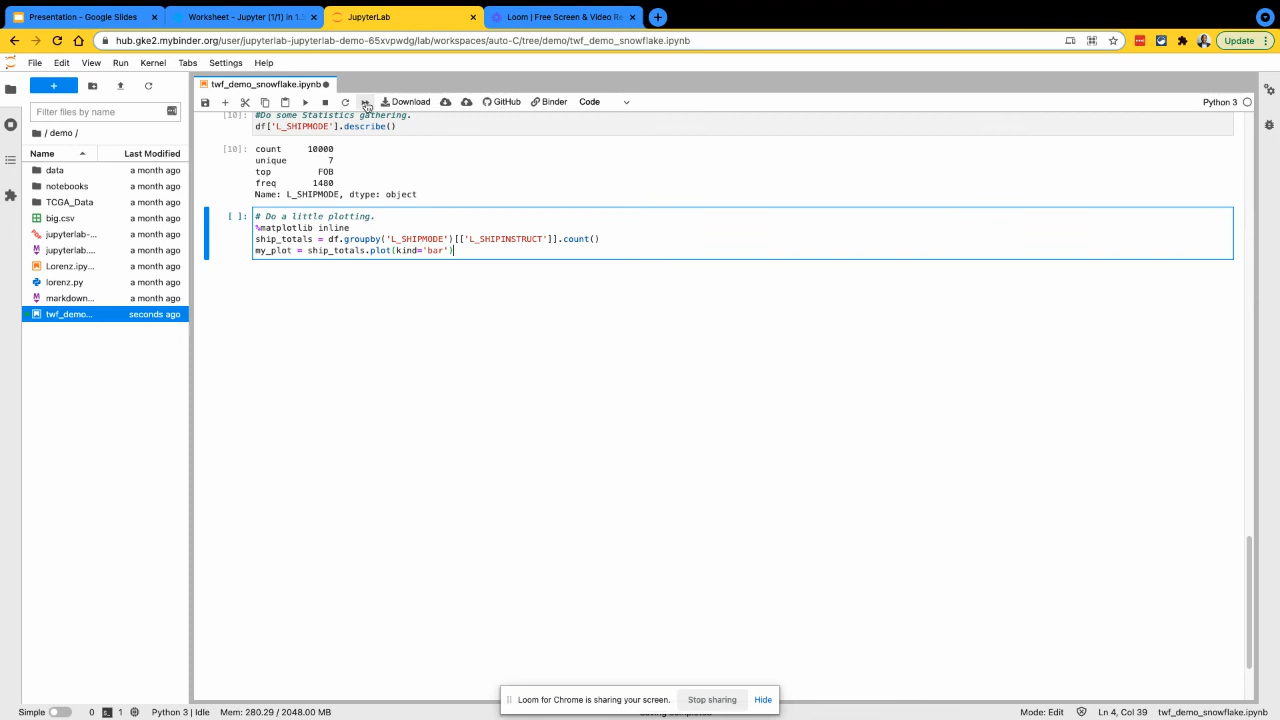 Presentation - Google Slides
Worksheet - Jupyter (1/1) in 1.5
JupyterLab
Loom | Free Screen & Video Re
hub.gke2.mybinder.org/user/jupyterlab-jupyterlab-demo-65xvpwdg/lab/workspaces/auto-C/tree/demo/twf_demo_snowflake.ipynb
Update
File Edit View Run Kernel Tabs Settings Help
twf_demo_snowflake.ipynb
Download GitHub Binder Code Python 3
Filter files by name
/ demo /
Name Last Modified
data a month ago
notebooks a month ago
TCGA_Data a month ago
big.csv a month ago
jupyterlab-... a month ago
jupyterlab.... a month ago
Lorenz.ipy... a month ago
lorenz.py a month ago
markdown... a month ago
twf_demo... seconds ago
[10]: #Do some Statistics gathering.
df['L_SHIPMODE'].describe()
[10]: count 10000
unique 7
top FOB
freq 1480
Name: L_SHIPMODE, dtype: object
[ ]: # Do a little plotting.
%matplotlib inline
ship_totals = df.groupby('L_SHIPMODE')[['L_SHIPINSTRUCT']].count()
my_plot = ship_totals.plot(kind='bar')
Loom for Chrome is sharing your screen. Stop sharing Hide
Simple 0 1 Python 3 | Idle Mem: 280.29 / 2048.00 MB Mode: Edit Ln 4, Col 39 twf_demo_snowflake.ipynb